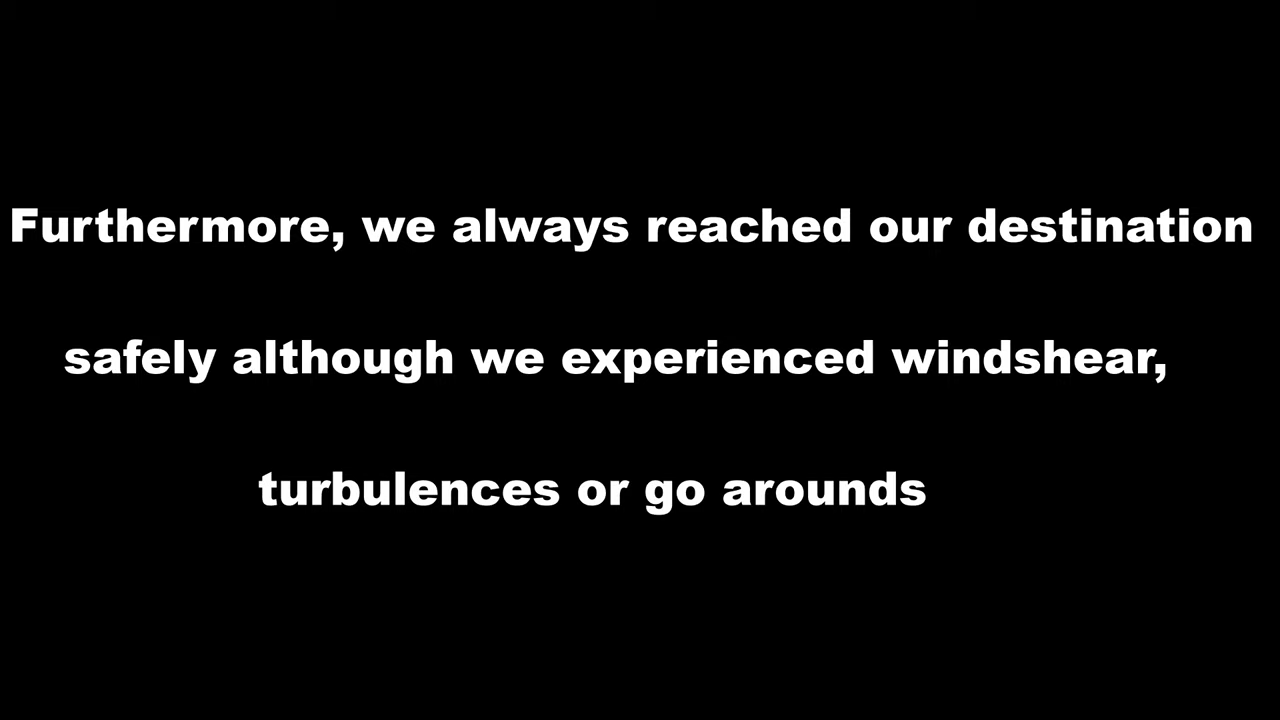 Furthermore, we always reached our destination
safely although we experienced windshear,
turbulences or go arounds